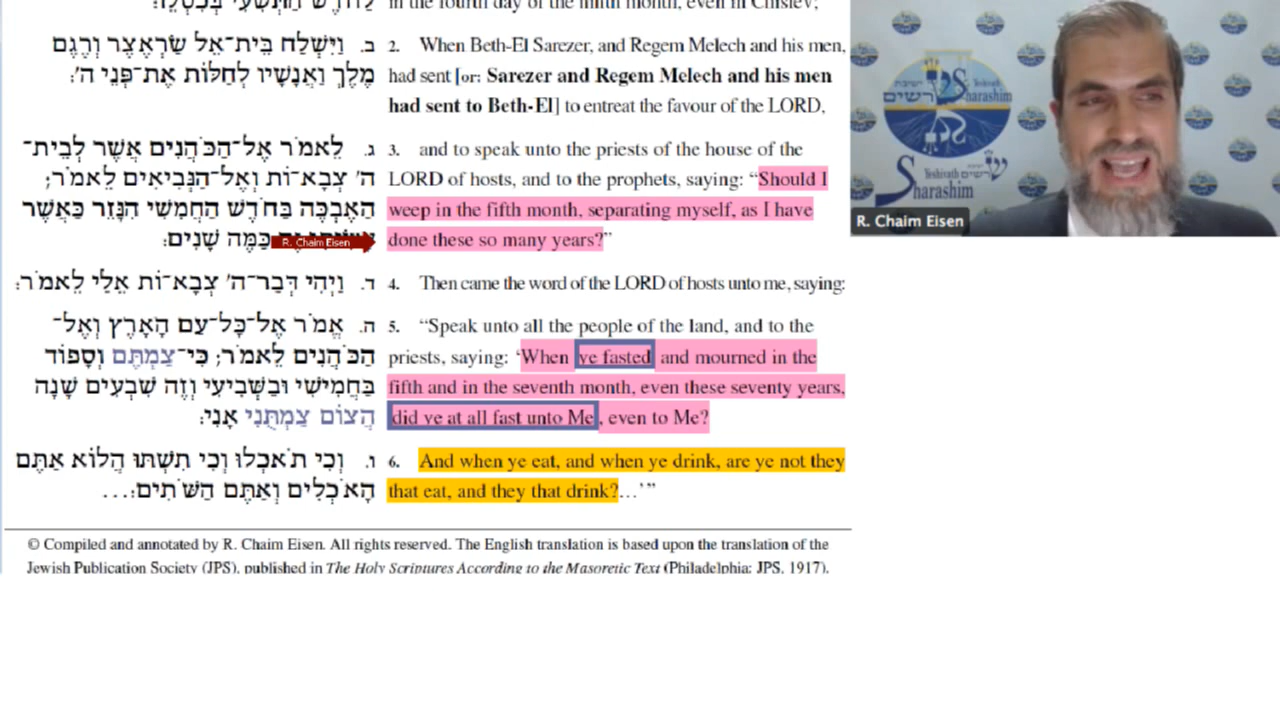 לַחֹדֶשׁ הַתְּשִׁעִי בְּכִסְלֵו:
ב. וַיִּשְׁלַח בֵּית־אֵל שַׂרְאֶצֶר וְרֶגֶם
מֶלֶךְ וַאֲנָשָׁיו לְחַלּוֹת אֶת־פְּנֵי ה':
ג. לֵאמֹר אֶל־הַכֹּהֲנִים אֲשֶׁר לְבֵית־
ה' צְבָא־וֹת וְאֶל־הַנְּבִיאִים לֵאמֹר;
הַאֶבְכֶּה בַּחֹדֶשׁ הַחֲמִשִׁי הִנָּזֵר כַּאֲשֶׁר
כַּמֶּה שָׁנִים:
ד. וַיְהִי דְּבַר־ה' צְבָא־וֹת אֵלַי לֵאמֹר:
ה. אֱמֹר אֶל־כָּל־עַם הָאָרֶץ וְאֶל־
הַכֹּהֲנִים לֵאמֹר; כִּי־צַמְתֶּם וְסָפוֹד
בַּחֲמִישִׁי וּבַשְּׁבִיעִי וְזֶה שִׁבְעִים שָׁנָה
הֲצוֹם צַמְתֻּנִי אָנִי:
ו. וְכִי תֹאכְלוּ וְכִי תִשְׁתּוּ הֲלוֹא אַתֶּם
הָאֹכְלִים וְאַתֶּם הַשֹּׁתִים:...
in the fourth day of the ninth month, even in Chislev;
2. When Beth-El Sarezer, and Regem Melech and his men,
had sent [or: Sarezer and Regem Melech and his men
had sent to Beth-El] to entreat the favour of the LORD,
3. and to speak unto the priests of the house of the
LORD of hosts, and to the prophets, saying: “Should I
weep in the fifth month, separating myself, as I have
done these so many years?”
4. Then came the word of the LORD of hosts unto me, saying:
5. “Speak unto all the people of the land, and to the
priests, saying: ‘When ye fasted and mourned in the
fifth and in the seventh month, even these seventy years,
did ye at all fast unto Me, even to Me?
6. And when ye eat, and when ye drink, are ye not they
that eat, and they that drink?...’”
R. Chaim Eisen
© Compiled and annotated by R. Chaim Eisen. All rights reserved. The English translation is based upon the translation of the
Jewish Publication Society (JPS), published in The Holy Scriptures According to the Masoretic Text (Philadelphia: JPS, 1917).
ישיבת
שרשים
Yeshivath
Sharashim
שרשים
Sharashim
R. Chaim Eisen